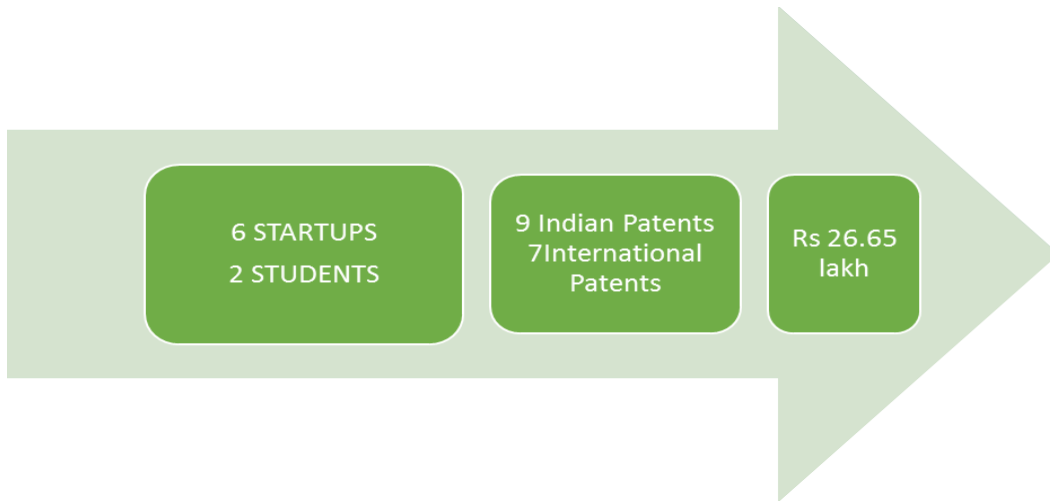 6 STARTUPS
2 STUDENTS
9 Indian Patents
7International
Patents
Rs 26.65
lakh